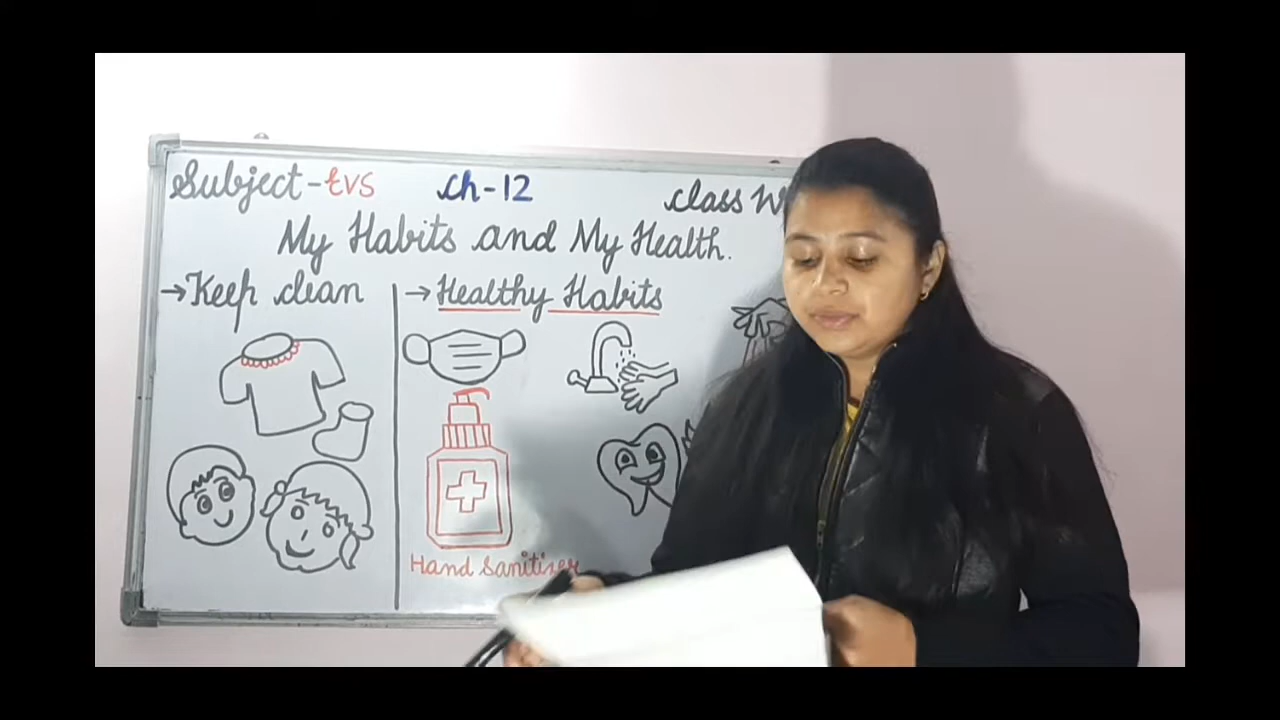 Subject - EVS Ch-12 Class
My Habits and My Health.
→ Keep clean → Healthy Habits
Hand Sanitizer